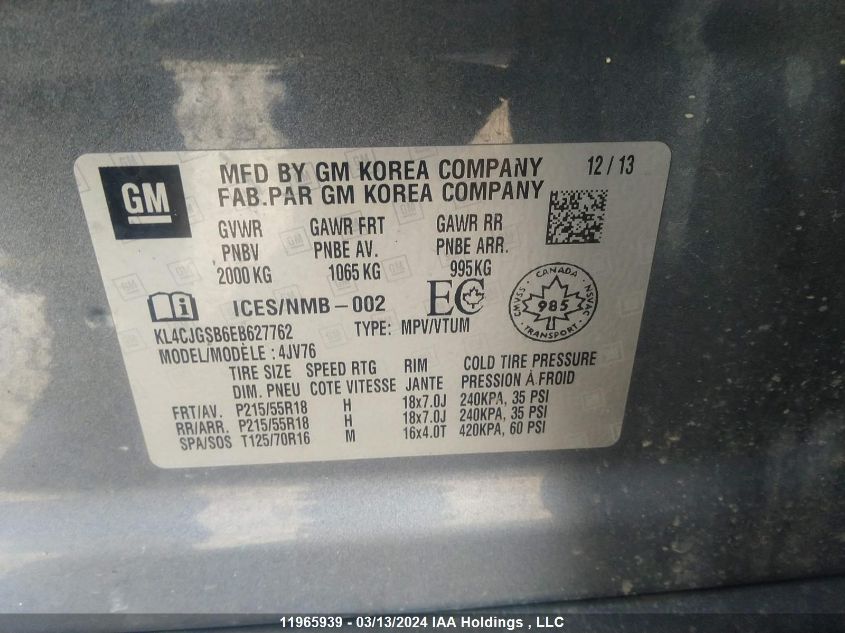 GM
MFD BY GM KOREA COMPANY 12 / 13
FAB.PAR GM KOREA COMPANY
GVWR GAWR FRT GAWR RR
PNBV PNBE AV. PNBE ARR.
2000 KG 1065 KG 995KG
ICES/NMB-002 EC
CANADA
CMVSS 985 NSVAC
TRANSPORT
KL4CJGSB6EB627762 TYPE: MPV/VTUM
MODEL/MODÈLE : 4JV76
TIRE SIZE SPEED RTG RIM COLD TIRE PRESSURE
DIM. PNEU COTE VITESSE JANTE PRESSION À FROID
FRT/AV. P215/55R18 H 18x7.0J 240KPA, 35 PSI
RR/ARR. P215/55R18 H 18x7.0J 240KPA, 35 PSI
SPA/SOS T125/70R16 M 16x4.0T 420KPA, 60 PSI
11965939 - 03/13/2024 IAA Holdings , LLC